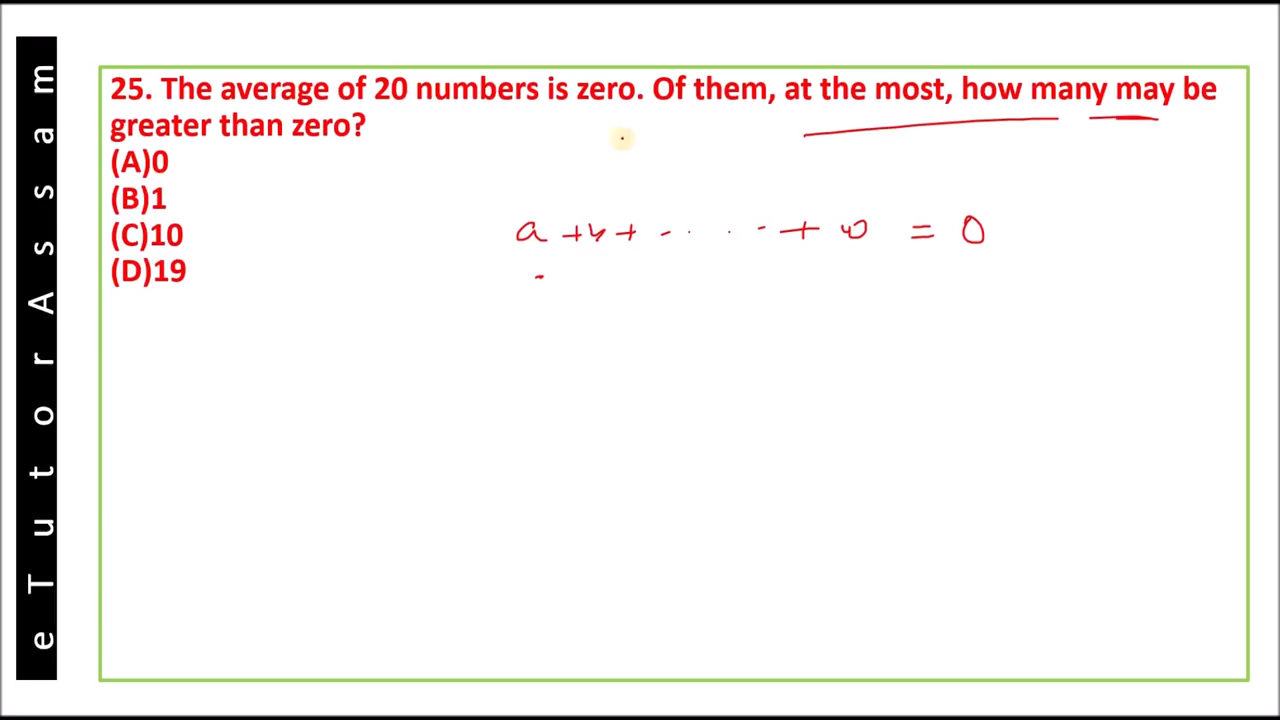 25. The average of 20 numbers is zero. Of them, at the most, how many may be
greater than zero?
(A)0
(B)1
(C)10
(D)19
a + b + ..... + = 0
eTutorAssam